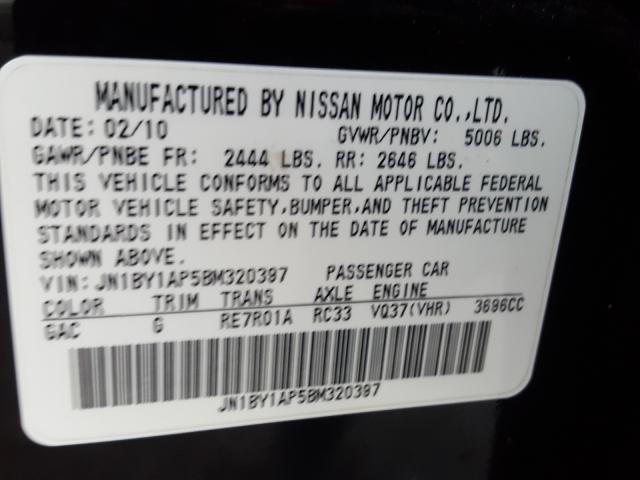 MANUFACTURED BY NISSAN MOTOR CO.,LTD.
DATE: 02/10 GVWR/PNBV: 5006 LBS.
GAWR/PNBE FR: 2444 LBS. RR: 2646 LBS.
THIS VEHICLE CONFORMS TO ALL APPLICABLE FEDERAL
MOTOR VEHICLE SAFETY,BUMPER,AND THEFT PREVENTION
STANDARDS IN EFFECT ON THE DATE OF MANUFACTURE
SHOWN ABOVE.
VIN: JN1BY1AP5BM320397 PASSENGER CAR
COLOR TRIM TRANS AXLE ENGINE
GAC G RE7R01A RC33 VQ37(VHR) 3696CC
JN1BY1AP5BM320397